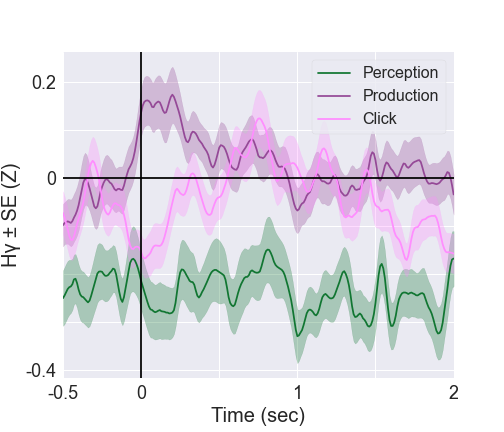 Perception
Production
Click
0.2
0
-0.4
Hγ ± SE (Z)
-0.5
0
1
2
Time (sec)